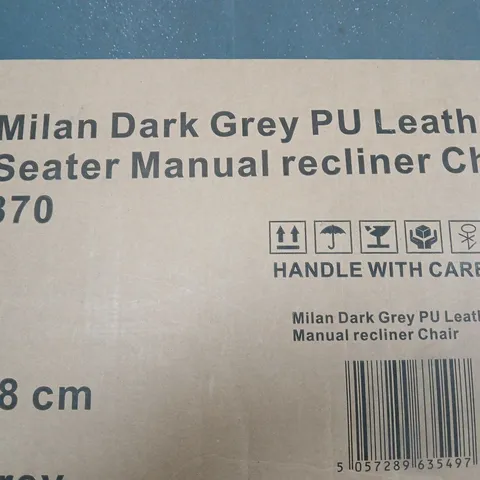 Milan Dark Grey PU Leath
Seater Manual recliner Ch
370
HANDLE WITH CARE
Milan Dark Grey PU Leath
Manual recliner Chair
8 cm
5 057289 635497